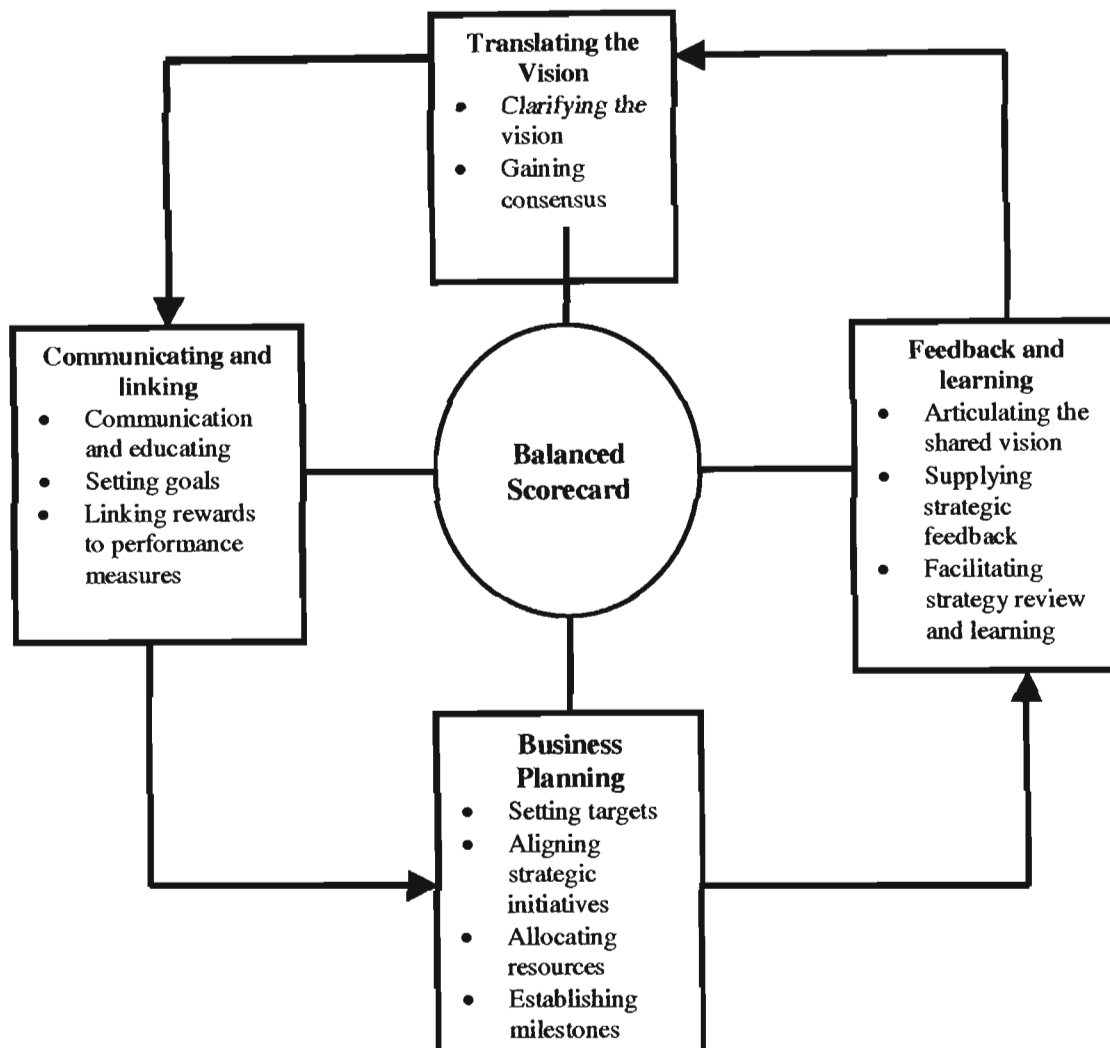 Translating the
Vision
• Clarifying the
vision
• Gaining
consensus
Communicating and
linking
• Communication
and educating
• Setting goals
• Linking rewards
to performance
measures
Balanced
Scorecard
Feedback and
learning
• Articulating the
shared vision
• Supplying
strategic
feedback
• Facilitating
strategy review
and learning
Business
Planning
• Setting targets
• Aligning
strategic
initiatives
• Allocating
resources
• Establishing
milestones